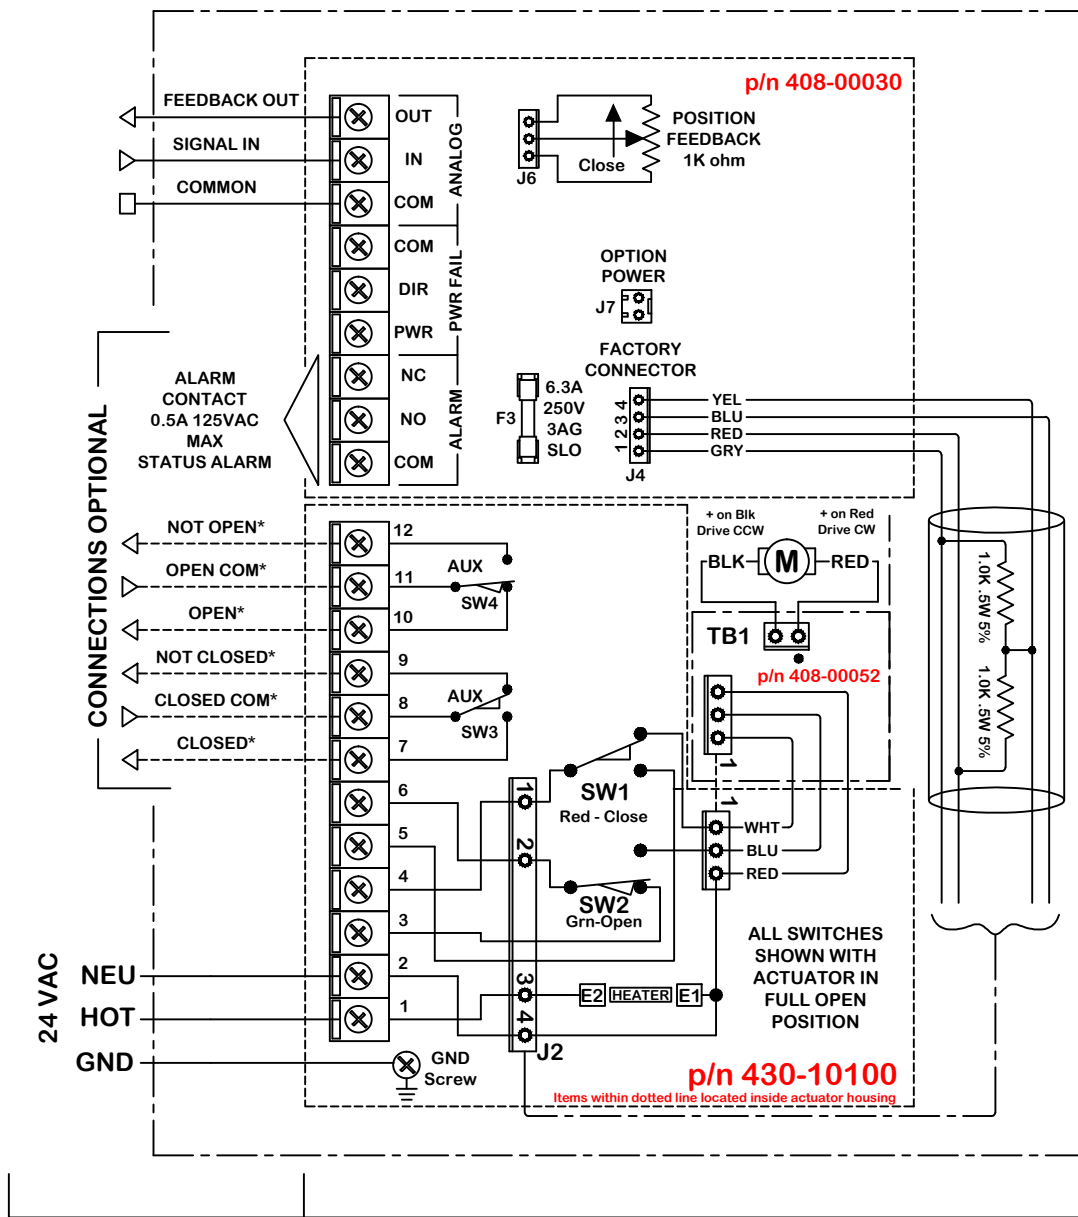 p/n 408-00030
FEEDBACK OUT
SIGNAL IN
COMMON
OUT
IN
COM
ANALOG
COM
DIR
PWR
PWR FAIL
NC
NO
COM
ALARM
J6
Close
POSITION
FEEDBACK
1K ohm
OPTION
POWER
J7
FACTORY
CONNECTOR
F3
6.3A
250V
3AG
SLO
4
3
2
1
J4
YEL
BLU
RED
GRY
CONNECTIONS OPTIONAL
ALARM
CONTACT
0.5A 125VAC
MAX
STATUS ALARM
NOT OPEN*
OPEN COM*
OPEN*
NOT CLOSED*
CLOSED COM*
CLOSED*
12
11
10
9
8
7
6
5
4
3
2
1
AUX
SW4
AUX
SW3
+ on Blk
Drive CCW
+ on Red
Drive CW
BLK
M
RED
TB1
p/n 408-00052
1
1
1.0K .5W 5%
1.0K .5W 5%
SW1
Red - Close
SW2
Grn-Open
WHT
BLU
RED
1
2
3
4
J2
E2
HEATER
E1
ALL SWITCHES
SHOWN WITH
ACTUATOR IN
FULL OPEN
POSITION
24 VAC
NEU
HOT
GND
GND
Screw
p/n 430-10100
Items within dotted line located inside actuator housing